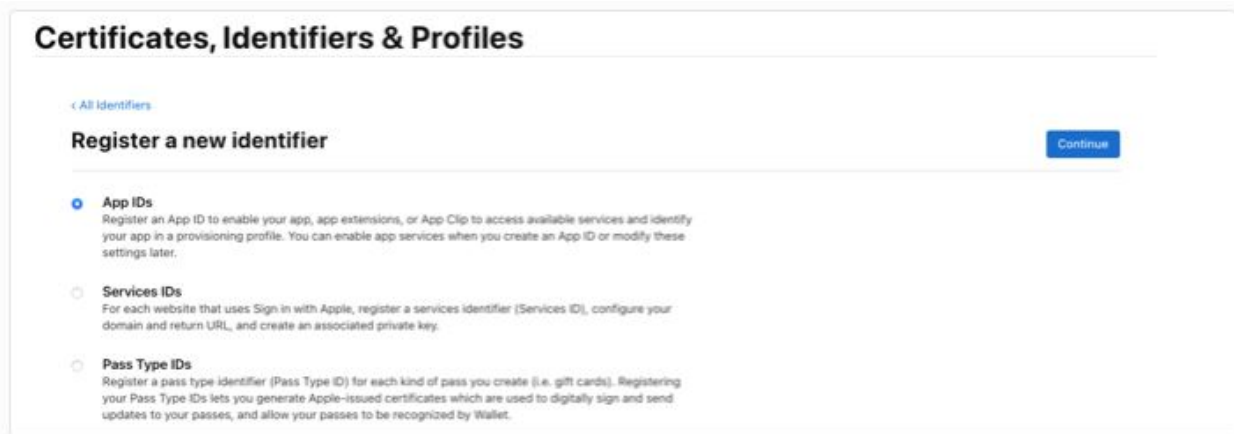 Certificates, Identifiers & Profiles
< All Identifiers
Register a new identifier
Continue
App IDs
Register an App ID to enable your app, app extensions, or App Clip to access available services and identify
your app in a provisioning profile. You can enable app services when you create an App ID or modify these
settings later.
Services IDs
For each website that uses Sign in with Apple, register a services identifier (Services ID), configure your
domain and return URL, and create an associated private key.
Pass Type IDs
Register a pass type identifier (Pass Type ID) for each kind of pass you create (i.e. gift cards). Registering
your Pass Type IDs lets you generate Apple-issued certificates which are used to digitally sign and send
updates to your passes, and allow your passes to be recognized by Wallet.